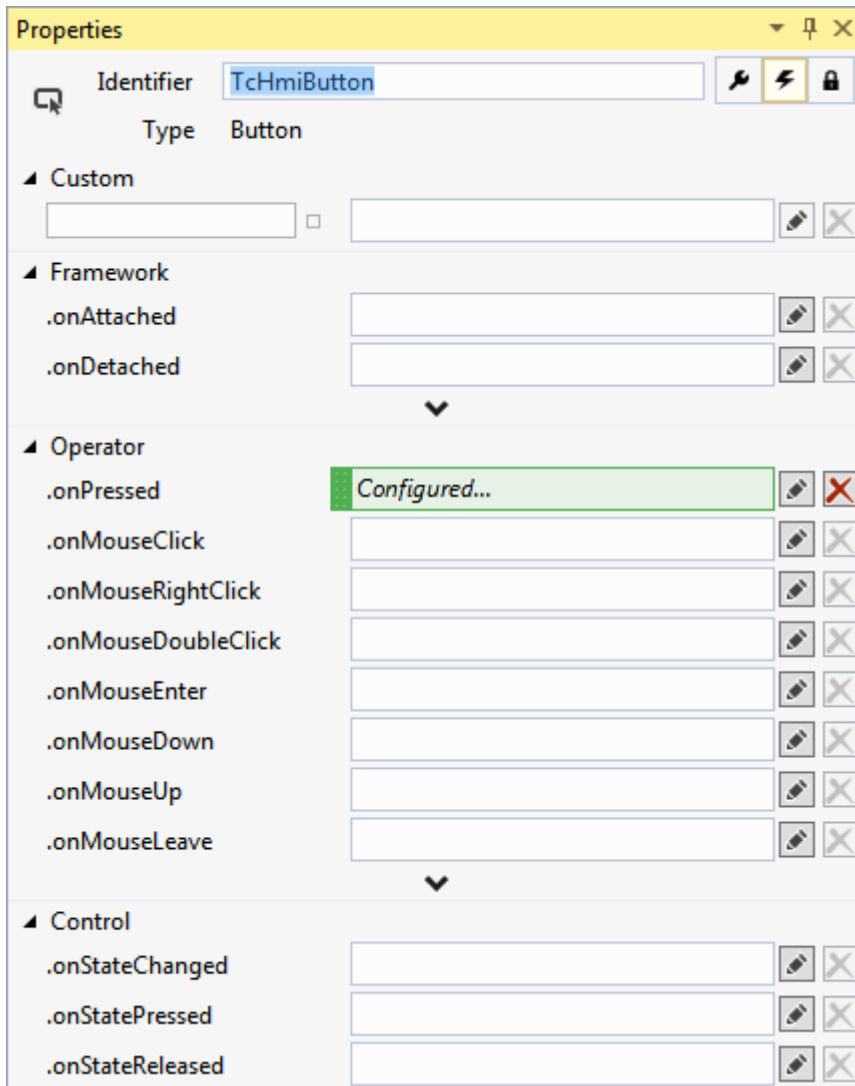 Properties
Identifier TcHmiButton
Type Button
Custom
Framework
.onAttached
.onDetached
Operator
.onPressed Configured...
.onMouseClick
.onMouseRightClick
.onMouseDoubleClick
.onMouseEnter
.onMouseDown
.onMouseUp
.onMouseLeave
Control
.onStateChanged
.onStatePressed
.onStateReleased